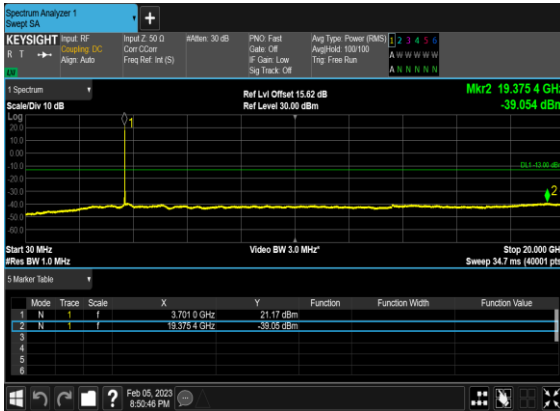 Spectrum Analyzer 1
Swept SA
KEYSIGHT
R T
LXI
Input: RF
Coupling: DC
Align: Auto
Input Z: 50 Ω
Corr CCorr
Freq Ref: Int (S)
#Atten: 30 dB
PNO: Fast
Gate: Off
IF Gain: Low
Sig Track: Off
Avg Type: Power (RMS)
Avg|Hold: 100/100
Trig: Free Run
1 2 3 4 5 6
A W W W W W
A N N N N N
1 Spectrum
Scale/Div 10 dB
Ref Lvl Offset 15.62 dB
Ref Level 30.00 dBm
Mkr2 19.375 4 GHz
-39.054 dBm
Log
20.0
10.0
0.00
-10.0
-20.0
-30.0
-40.0
-50.0
-60.0
1
DL1 -13.00 dBm
2
Start 30 MHz
#Res BW 1.0 MHz
Video BW 3.0 MHz*
Stop 20.000 GHz
Sweep 34.7 ms (40001 pts)
5 Marker Table
Mode Trace Scale X Y Function Function Width Function Value
1 N 1 f 3.701 0 GHz 21.17 dBm
2 N 1 f 19.375 4 GHz -39.05 dBm
3
4
5
6
Feb 05, 2023
8:50:46 PM